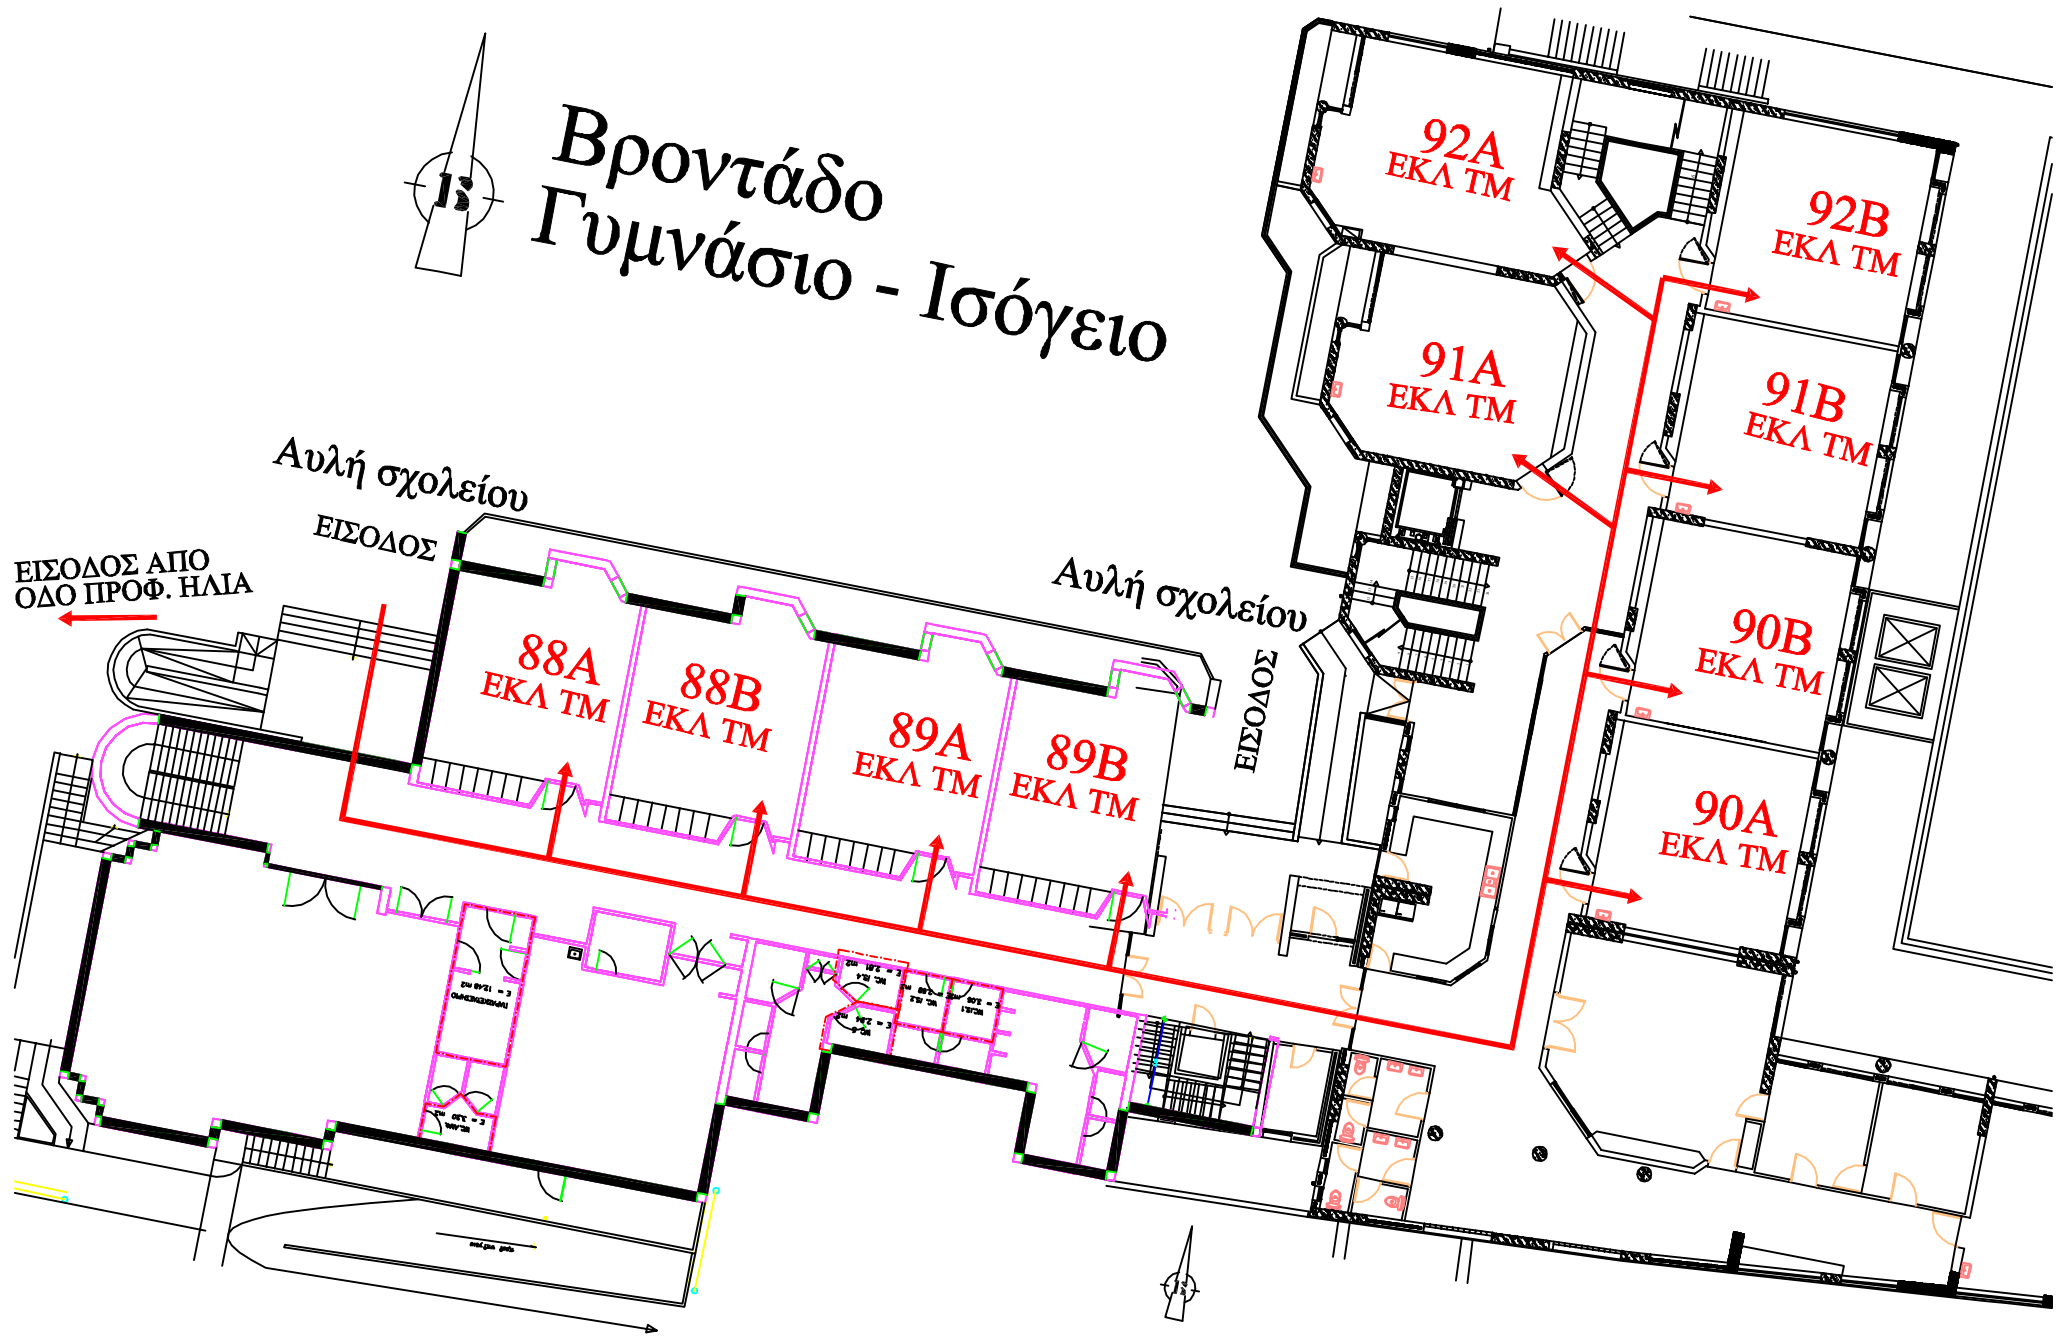 Βροντάδο
Γυμνάσιο - Ισόγειο
92Α
ΕΚΛ ΤΜ
92Β
ΕΚΛ ΤΜ
91Α
ΕΚΛ ΤΜ
91Β
ΕΚΛ ΤΜ
Αυλή σχολείου
ΕΙΣΟΔΟΣ
ΕΙΣΟΔΟΣ ΑΠΟ
ΟΔΟ ΠΡΟΦ. ΗΛΙΑ
Αυλή σχολείου
ΕΙΣΟΔΟΣ
88Α
ΕΚΛ ΤΜ
88Β
ΕΚΛ ΤΜ
89Α
ΕΚΛ ΤΜ
89Β
ΕΚΛ ΤΜ
90Β
ΕΚΛ ΤΜ
90Α
ΕΚΛ ΤΜ